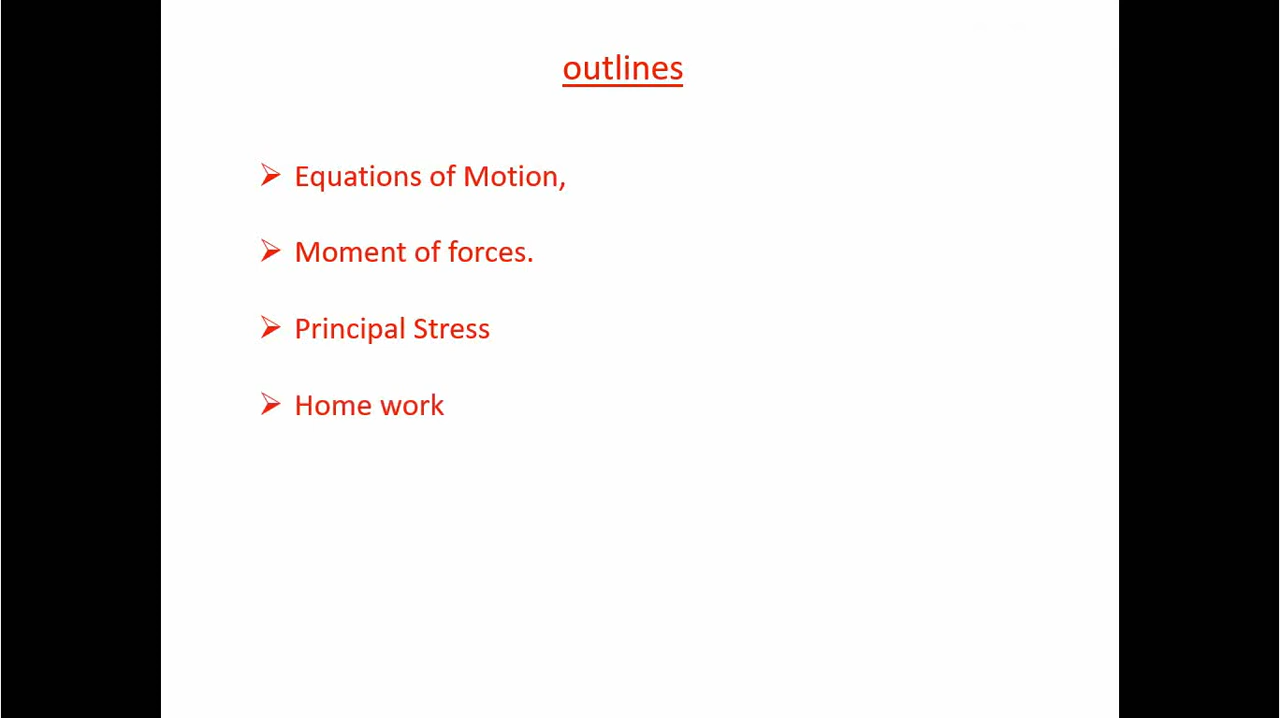 outlines
Equations of Motion,
Moment of forces.
Principal Stress
Home work